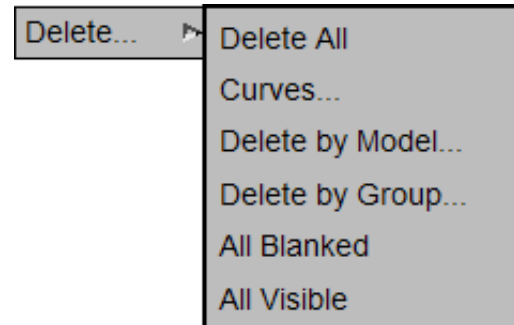 Delete...
Delete All
Curves...
Delete by Model...
Delete by Group...
All Blanked
All Visible